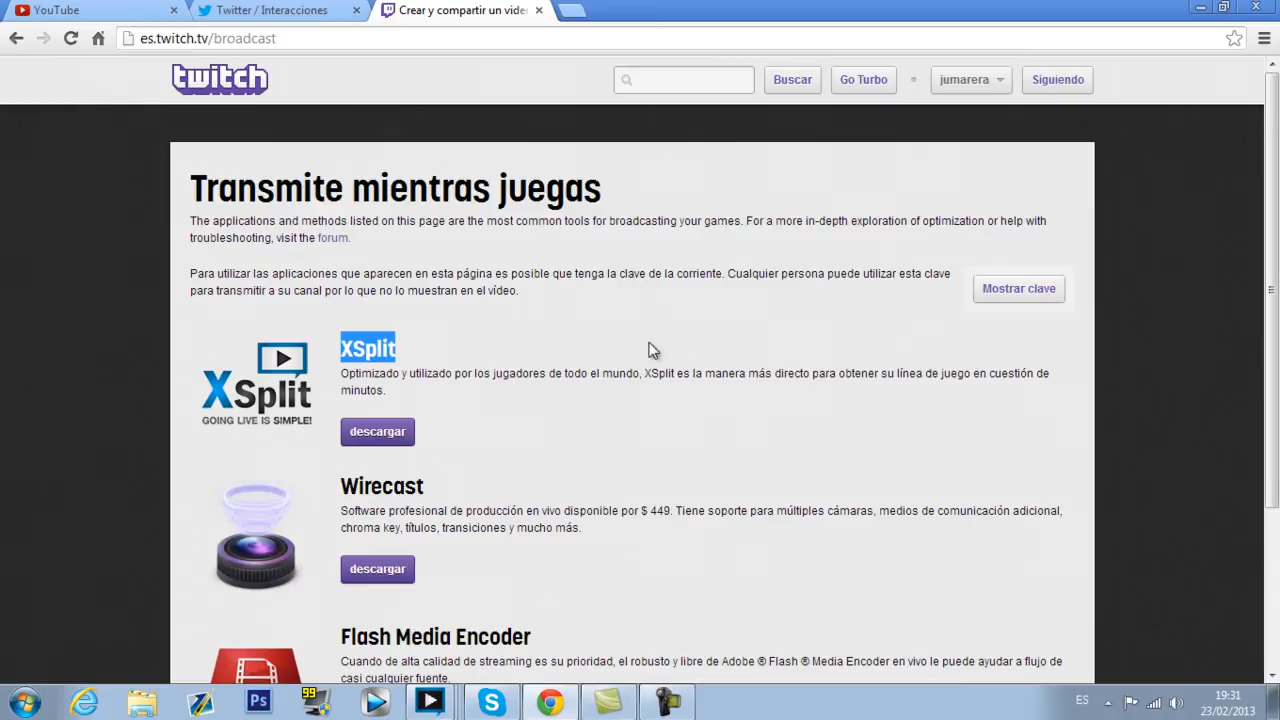 YouTube
Twitter / Interacciones
Crear y compartir un vide
es.twitch.tv/broadcast
twitch
Buscar
Go Turbo
jumarera
Siguiendo
Transmite mientras juegas
The applications and methods listed on this page are the most common tools for broadcasting your games. For a more in-depth exploration of optimization or help with
troubleshooting, visit the forum.
Para utilizar las aplicaciones que aparecen en esta página es posible que tenga la clave de la corriente. Cualquier persona puede utilizar esta clave
para transmitir a su canal por lo que no lo muestran en el vídeo.
Mostrar clave
XSplit
GOING LIVE IS SIMPLE!
XSplit
Optimizado y utilizado por los jugadores de todo el mundo, XSplit es la manera más directo para obtener su línea de juego en cuestión de
minutos.
descargar
Wirecast
Software profesional de producción en vivo disponible por $ 449. Tiene soporte para múltiples cámaras, medios de comunicación adicional,
chroma key, títulos, transiciones y mucho más.
descargar
Flash Media Encoder
Cuando de alta calidad de streaming es su prioridad, el robusto y libre de Adobe ® Flash ® Media Encoder en vivo le puede ayudar a flujo de
casi cualquier fuente.
Ps
99
ES
19:31
23/02/2013